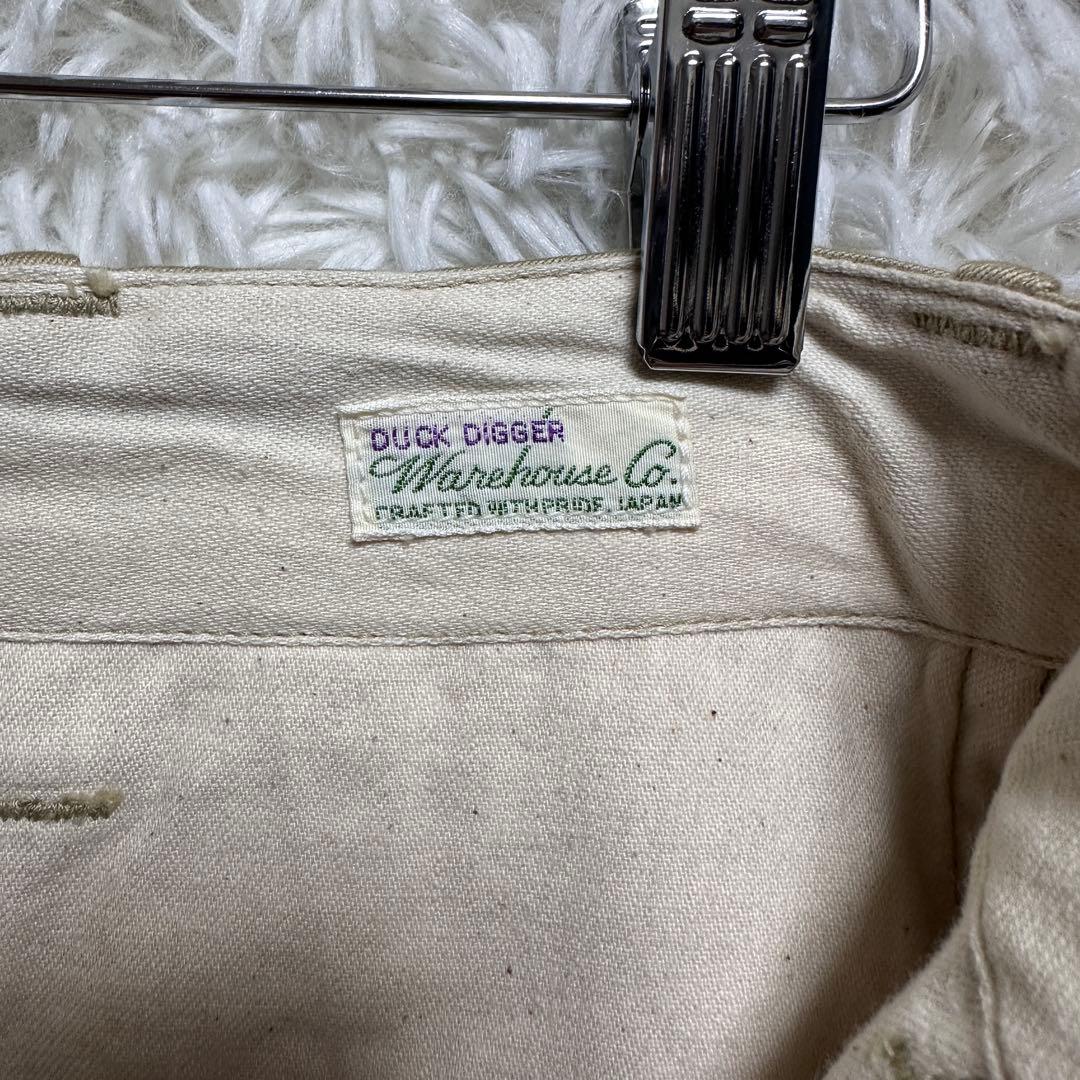 DUCK DIGGER
Warehouse Co.
CRAFTED WITH PRIDE, JAPAN